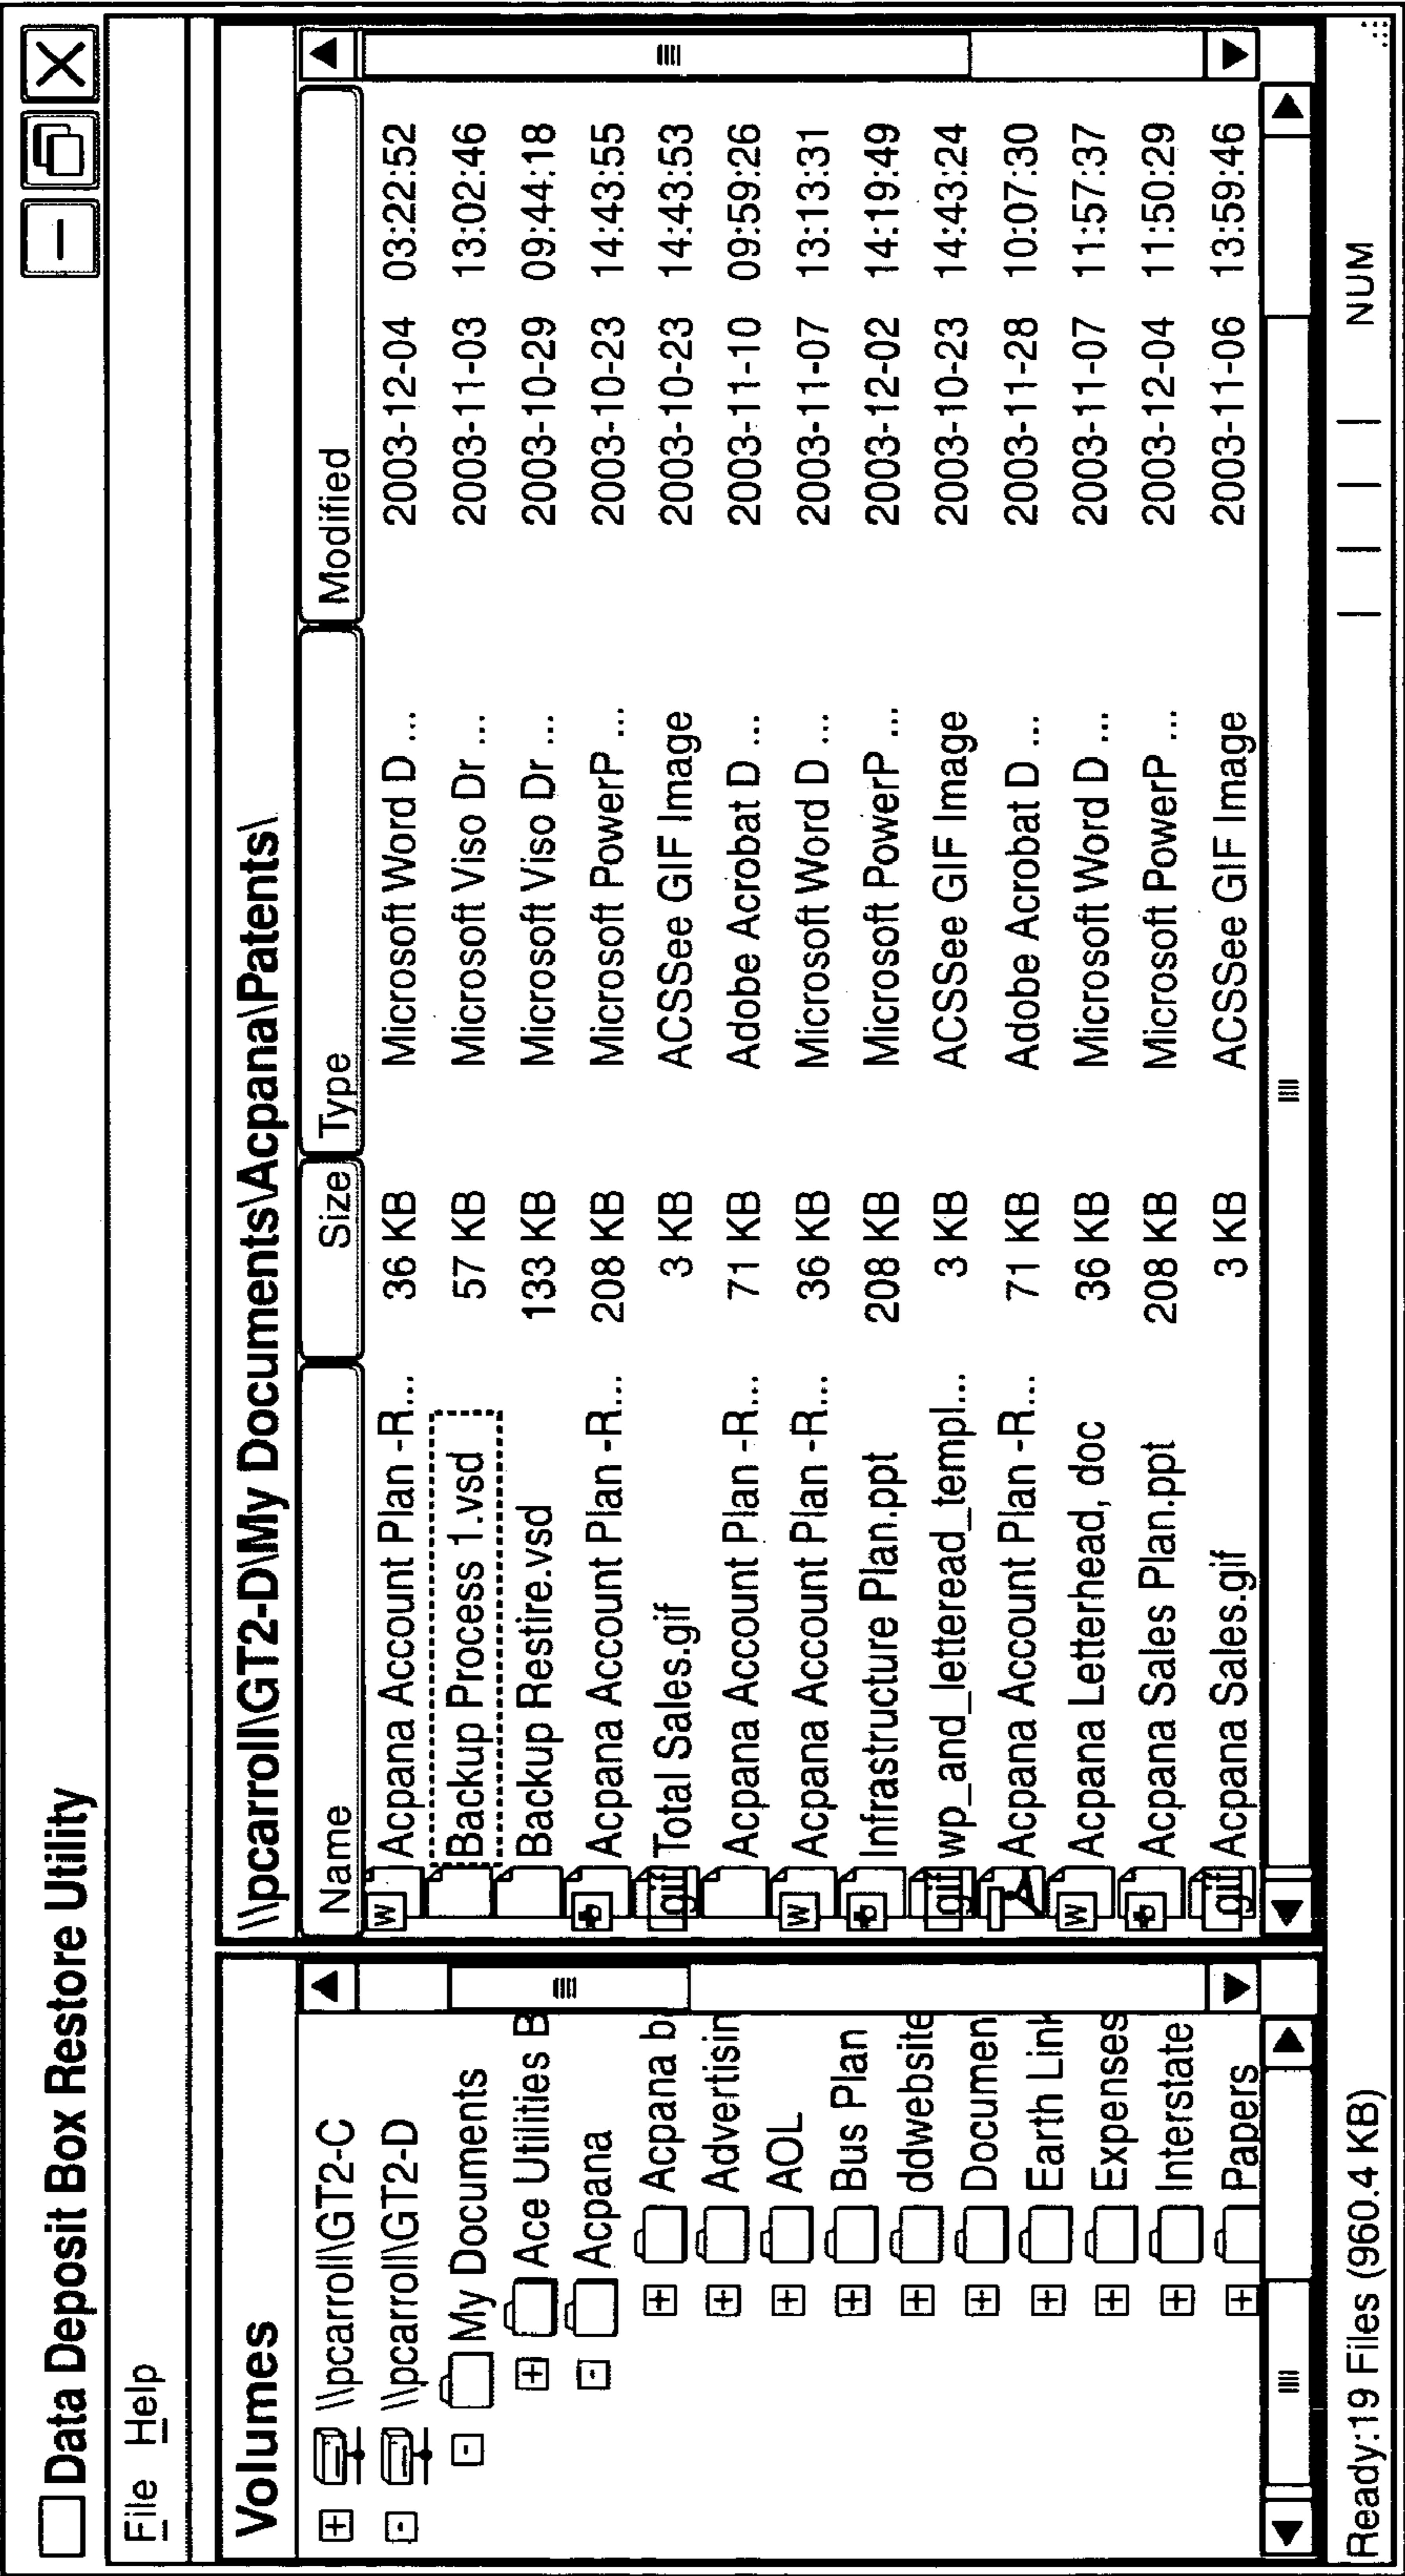 Data Deposit Box Restore Utility
File Help
Volumes
\\pcarroll\GT2-C
\\pcarroll\GT2-D
My Documents
Ace Utilities B
Acpana
Acpana b
Advertisin
AOL
Bus Plan
ddwebsite
Documen
Earth Link
Expenses
Interstate
Papers
\\pcarroll\GT2-D\My Documents\Acpana\Patents\
Name Size Type Modified
W Acpana Account Plan -R... 36 KB Microsoft Word D ... 2003-12-04 03:22:52
Backup Process 1.vsd 57 KB Microsoft Viso Dr ... 2003-11-03 13:02:46
Backup Restire.vsd 133 KB Microsoft Viso Dr ... 2003-10-29 09:44:18
Acpana Account Plan -R... 208 KB Microsoft PowerP ... 2003-10-23 14:43:55
gif Total Sales.gif 3 KB ACSSee GIF Image 2003-10-23 14:43:53
Acpana Account Plan -R... 71 KB Adobe Acrobat D ... 2003-11-10 09:59:26
W Acpana Account Plan -R... 36 KB Microsoft Word D ... 2003-11-07 13:13:31
Infrastructure Plan.ppt 208 KB Microsoft PowerP ... 2003-12-02 14:19:49
gif wp_and_letteread_templ... 3 KB ACSSee GIF Image 2003-10-23 14:43:24
Acpana Account Plan -R... 71 KB Adobe Acrobat D ... 2003-11-28 10:07:30
W Acpana Letterhead, doc 36 KB Microsoft Word D ... 2003-11-07 11:57:37
Acpana Sales Plan.ppt 208 KB Microsoft PowerP ... 2003-12-04 11:50:29
gif Acpana Sales.gif 3 KB ACSSee GIF Image 2003-11-06 13:59:46
Ready:19 Files (960.4 KB) NUM